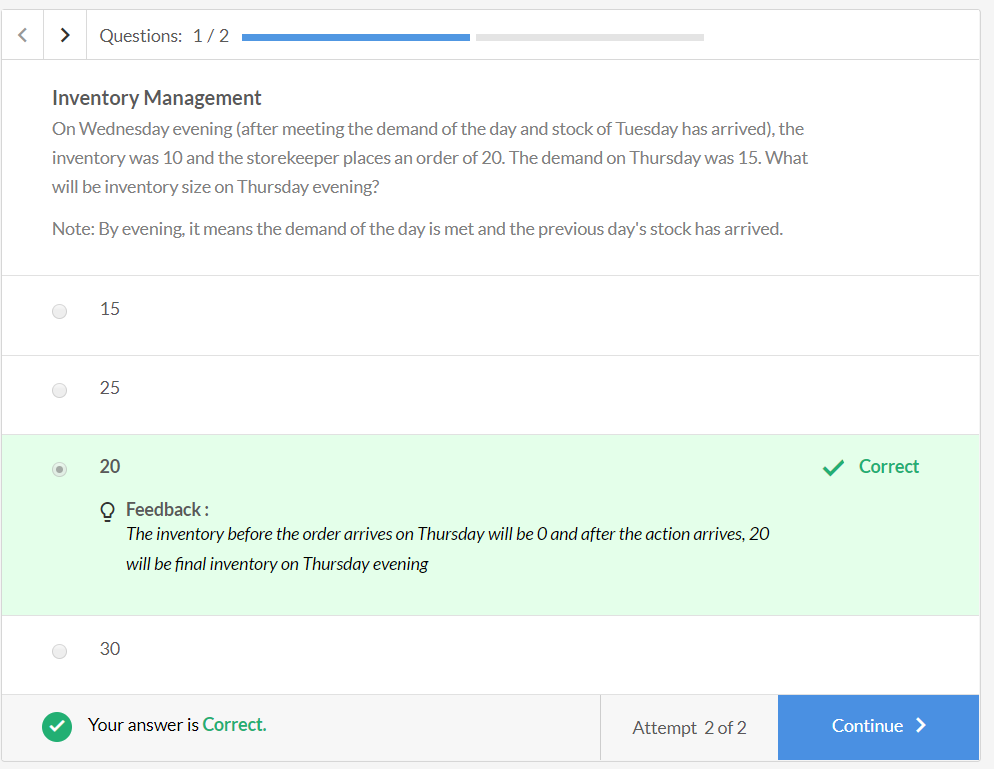 Questions: 1 / 2
Inventory Management
On Wednesday evening (after meeting the demand of the day and stock of Tuesday has arrived), the
inventory was 10 and the storekeeper places an order of 20. The demand on Thursday was 15. What
will be inventory size on Thursday evening?
Note: By evening, it means the demand of the day is met and the previous day's stock has arrived.
15
25
20
Correct
Feedback :
The inventory before the order arrives on Thursday will be 0 and after the action arrives, 20
will be final inventory on Thursday evening
30
Your answer is Correct.
Attempt 2 of 2
Continue